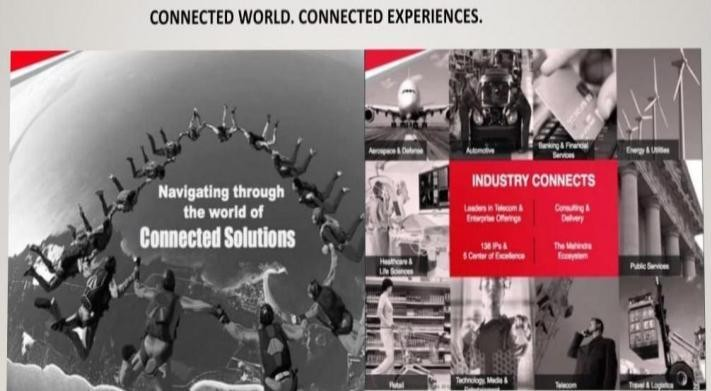 CONNECTED WORLD. CONNECTED EXPERIENCES.
Navigating through
the world of
Connected Solutions
Aerospace & Defense
Automotive
Banking & Financial
Services
Energy & Utilities
INDUSTRY CONNECTS
Leaders in Telecom &
Enterprise Offerings
Consulting &
Delivery
138 IPs &
5 Center of Excellence
The Mahindra
Ecosystem
Healthcare &
Life Sciences
Public Services
Retail
Technology, Media &
Entertainment
Telecom
Travel & Logistics